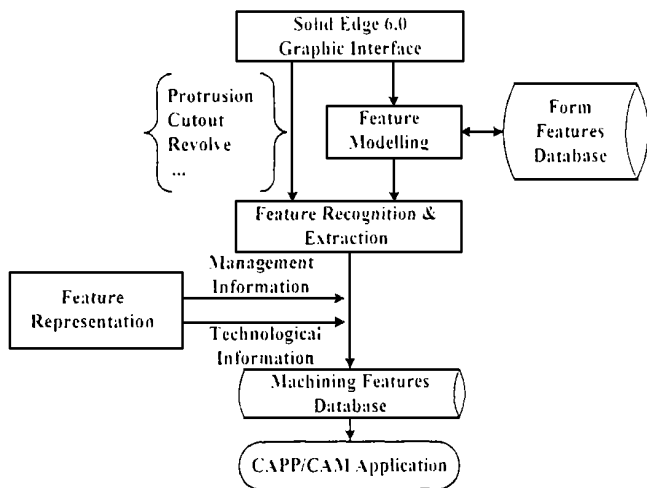 Solid Edge 6.0
Graphic Interface
Protrusion
Cutout
Revolve
...
Feature
Modelling
Form
Features
Database
Feature Recognition &
Extraction
Management
Information
Feature
Representation
Technological
Information
Machining Features
Database
CAPP/CAM Application